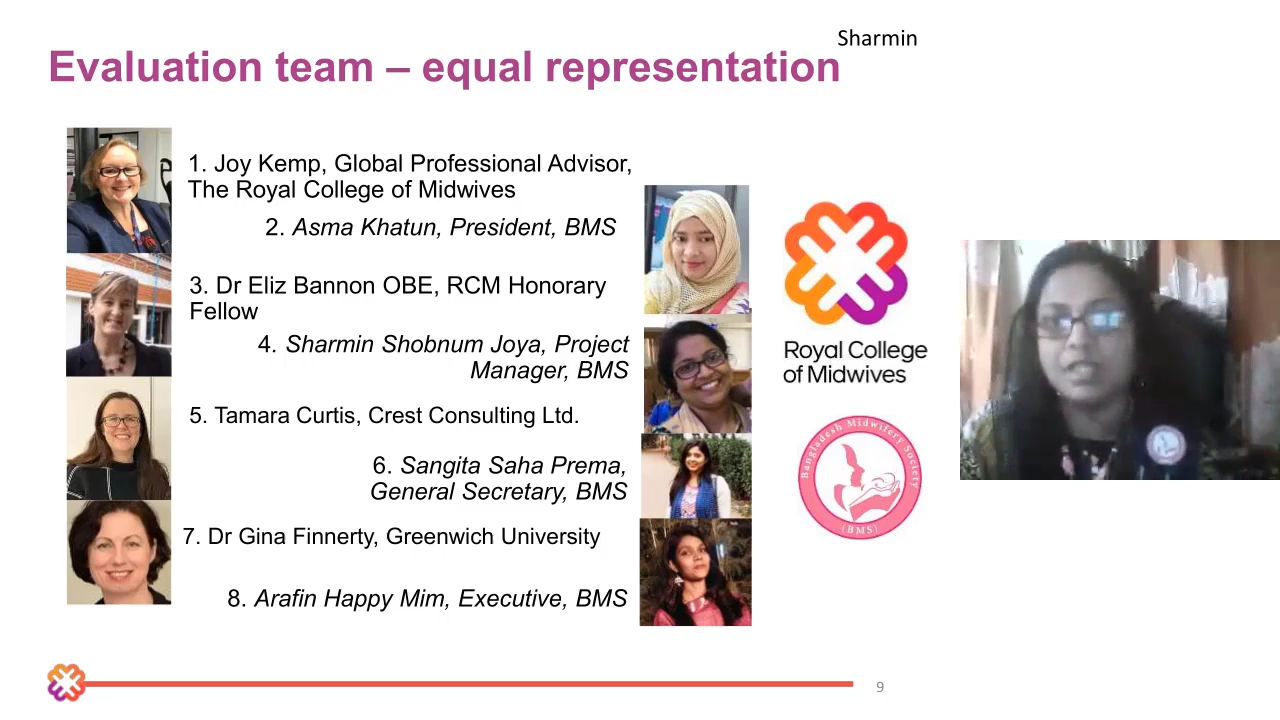 Sharmin
Evaluation team – equal representation
1. Joy Kemp, Global Professional Advisor,
The Royal College of Midwives
2. Asma Khatun, President, BMS
3. Dr Eliz Bannon OBE, RCM Honorary
Fellow
4. Sharmin Shobnum Joya, Project
Manager, BMS
5. Tamara Curtis, Crest Consulting Ltd.
6. Sangita Saha Prema,
General Secretary, BMS
7. Dr Gina Finnerty, Greenwich University
8. Arafin Happy Mim, Executive, BMS
Royal College
of Midwives
Bangladesh Midwifery Society
(BMS)
9